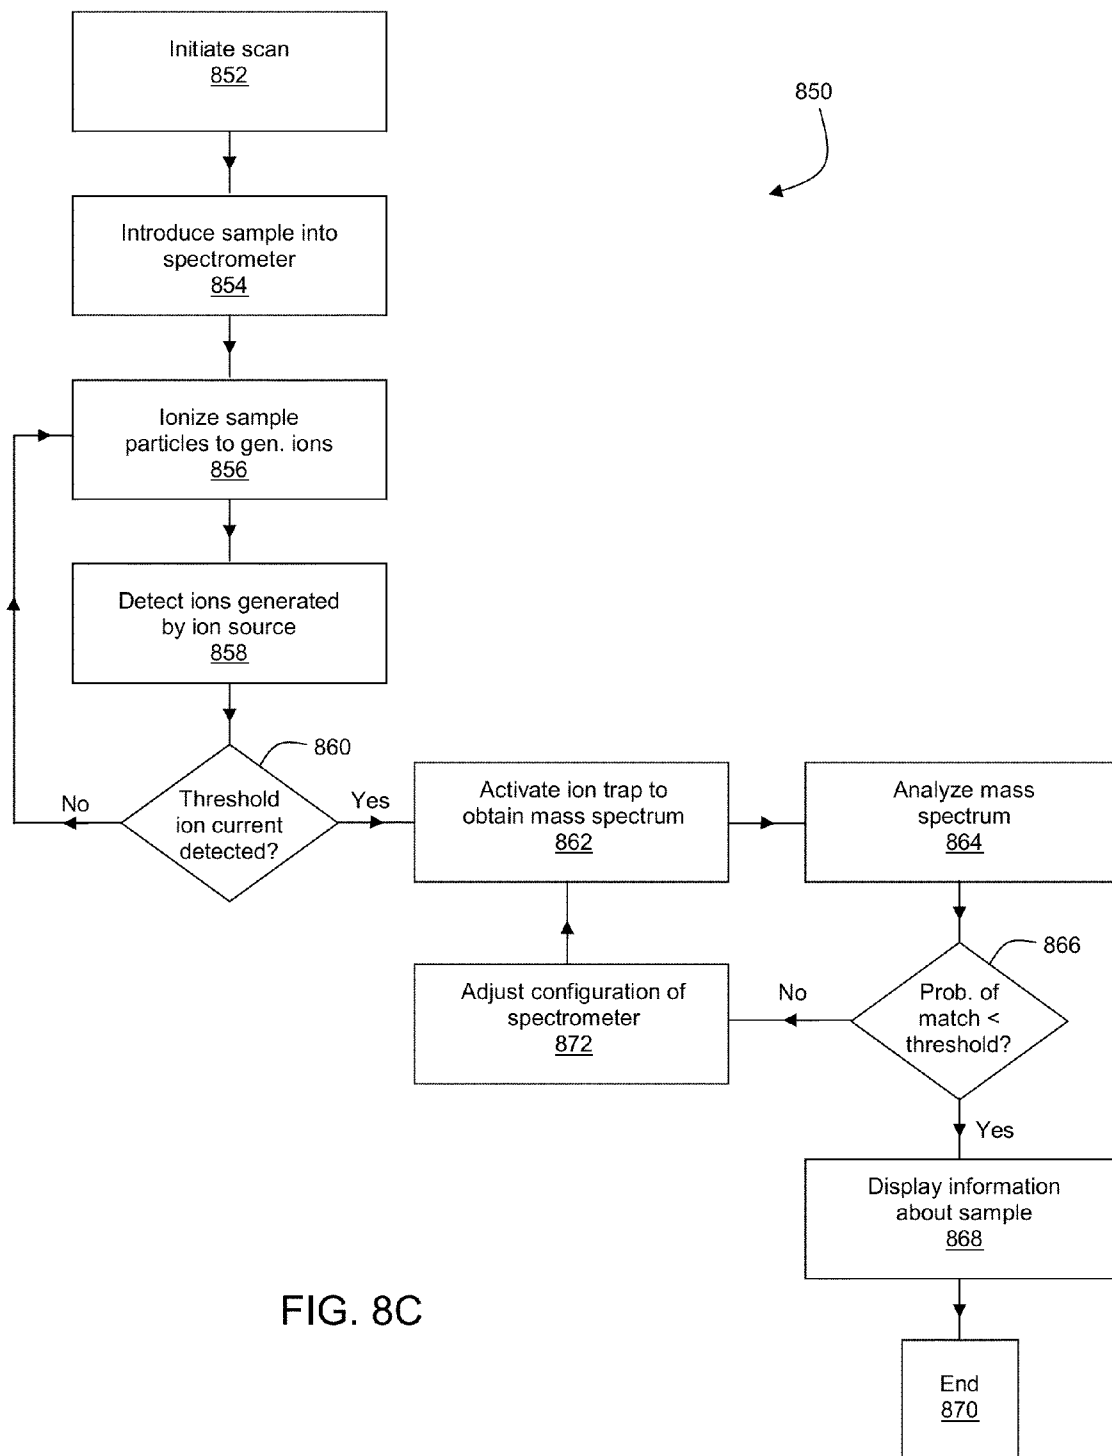 Initiate scan
852
850
Introduce sample into
spectrometer
854
Ionize sample
particles to gen. ions
856
Detect ions generated
by ion source
858
860
Threshold
ion current
detected?
No
Yes
Activate ion trap to
obtain mass spectrum
862
Analyze mass
spectrum
864
866
Prob. of
match <
threshold?
No
Adjust configuration of
spectrometer
872
Yes
Display information
about sample
868
End
870
FIG. 8C